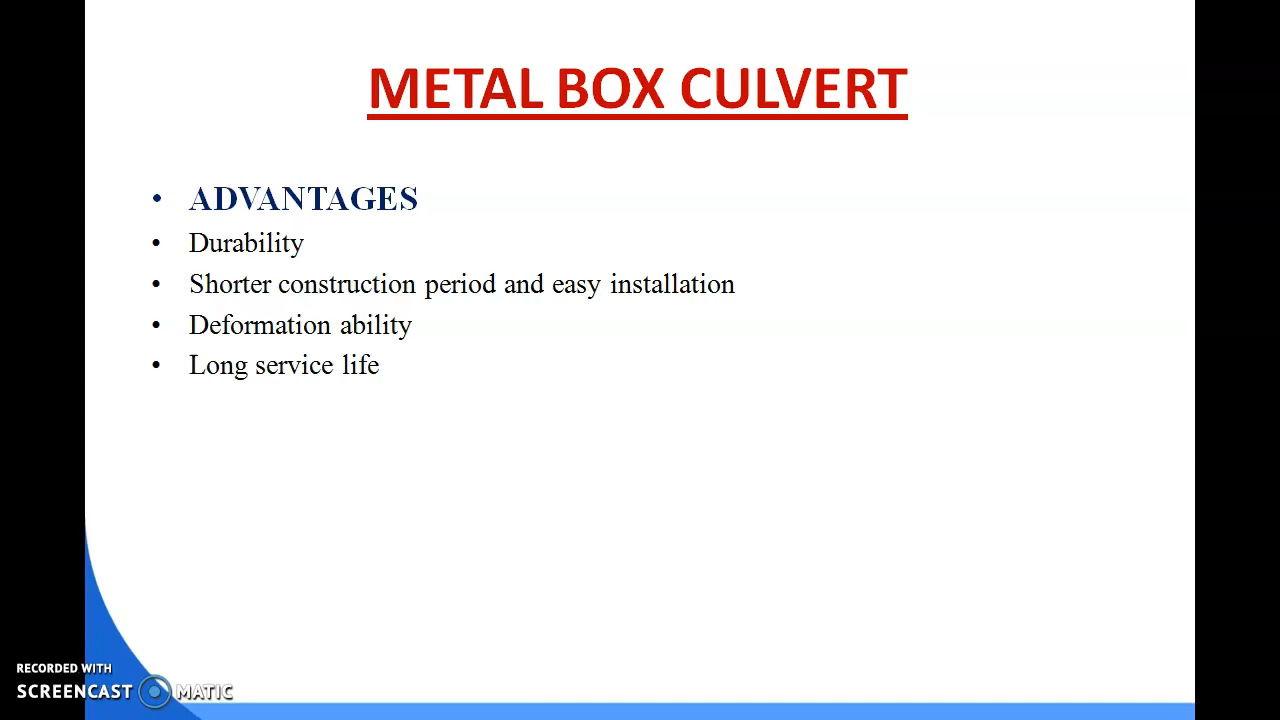 METAL BOX CULVERT
• ADVANTAGES
• Durability
• Shorter construction period and easy installation
• Deformation ability
• Long service life
RECORDED WITH
SCREENCAST MATIC